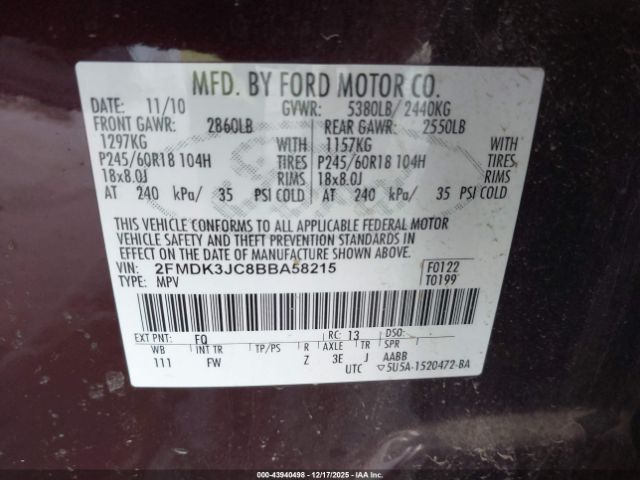 MFD. BY FORD MOTOR CO.
DATE: 11/10 GVWR: 5380LB/ 2440KG
FRONT GAWR: 2860LB REAR GAWR: 2550LB
1297KG WITH 1157KG WITH
P245/60R18 104H TIRES P245/60R18 104H TIRES
18x8.0J RIMS 18x8.0J RIMS
AT 240 kPa/ 35 PSI COLD AT 240 kPa/ 35 PSI COLD
THIS VEHICLE CONFORMS TO ALL APPLICABLE FEDERAL MOTOR
VEHICLE SAFETY AND THEFT PREVENTION STANDARDS IN
EFFECT ON THE DATE OF MANUFACTURE SHOWN ABOVE.
VIN: 2FMDK3JC8BBA58215 F0122
TYPE: MPV T0199
EXT PNT: FQ RC: 13 DSO:
WB INT TR TP/PS R AXLE TR SPR
111 FW Z 3E J AABB
UTC ▽5U5A-1520472-BA
000-43940498 - 12/17/2025 - IAAI.COM